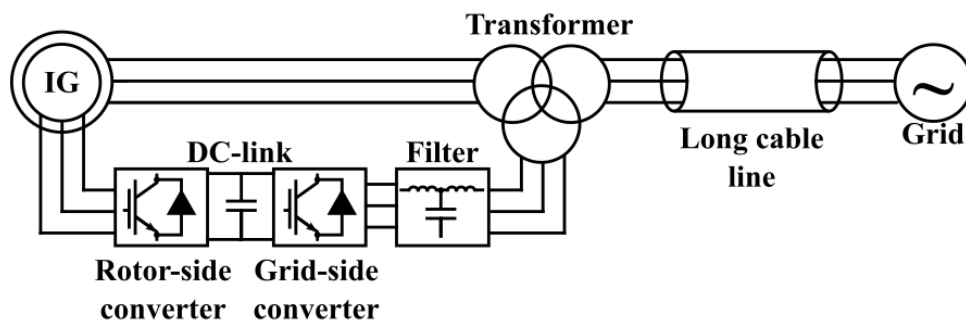 Transformer
IG
DC-link
Filter
Long cable
line
~
Grid
Rotor-side
converter
Grid-side
converter